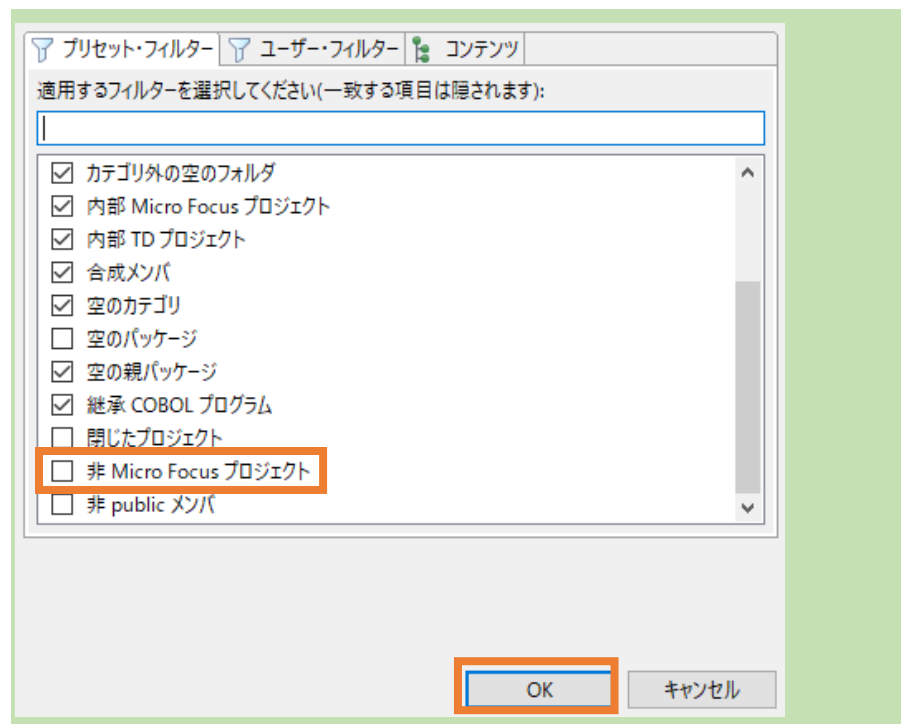 プリセット・フィルター ユーザー・フィルター コンテンツ
適用するフィルターを選択してください(一致する項目は隠されます):
カテゴリ外の空のフォルダ
内部 Micro Focus プロジェクト
内部 TD プロジェクト
合成メンバ
空のカテゴリ
空のパッケージ
空の親パッケージ
継承 COBOL プログラム
閉じたプロジェクト
非 Micro Focus プロジェクト
非 public メンバ
OK キャンセル